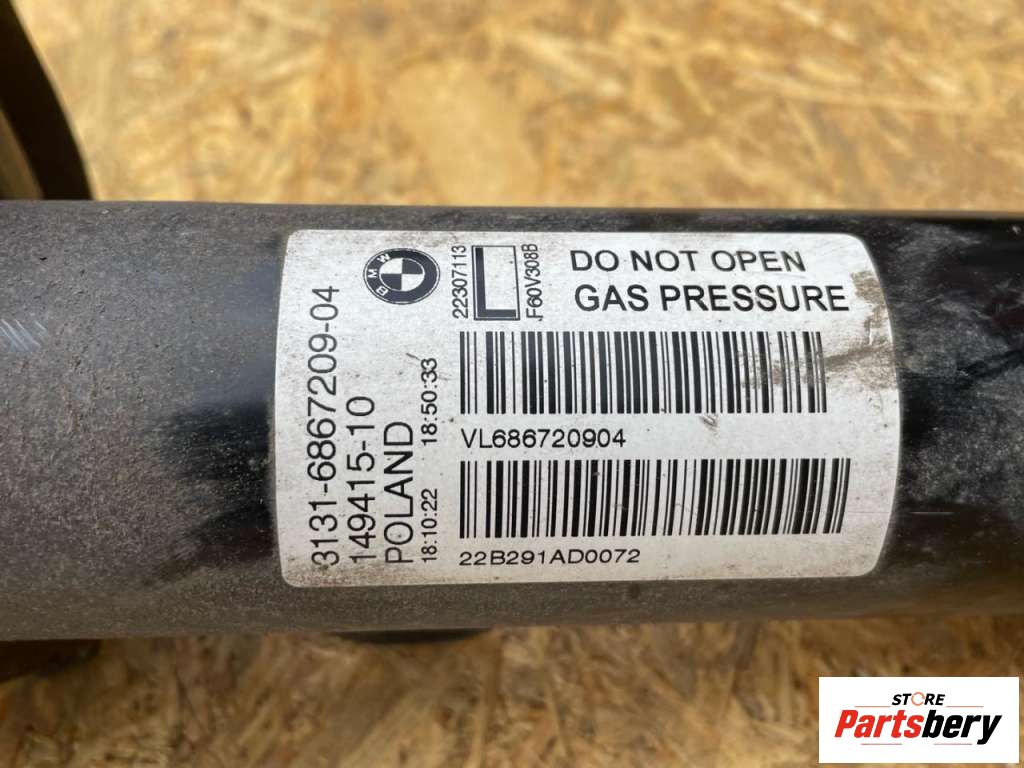 BMW
3131-6867209-04
149415-10
POLAND
18:10:22 18:50:33
22307113
.F60V308B
DO NOT OPEN
GAS PRESSURE
VL686720904
22B291AD0072
STORE
Partsbery